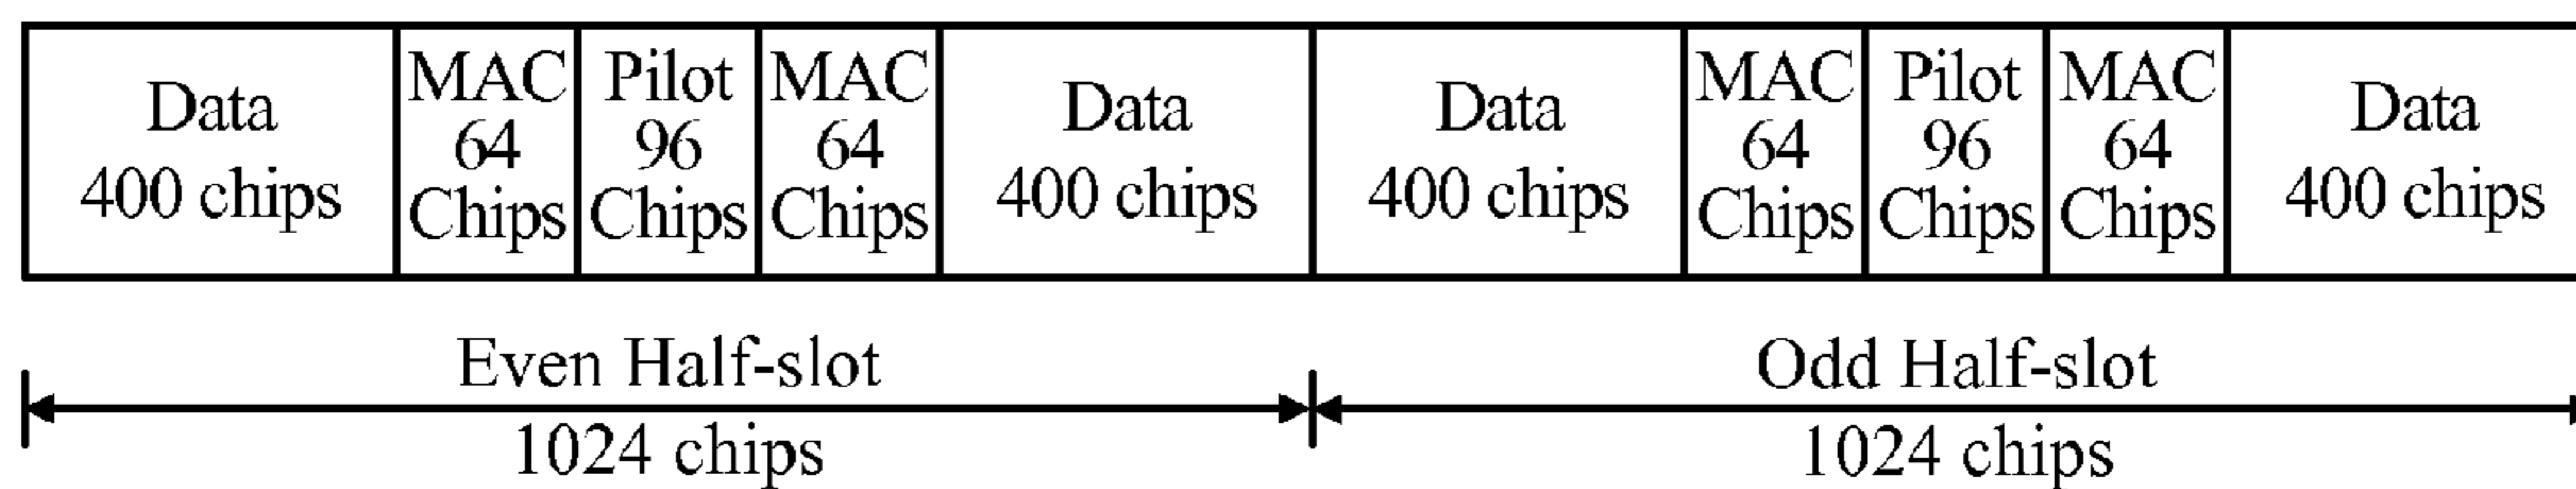 Data
400 chips
MAC
64
Chips
Pilot
96
Chips
MAC
64
Chips
Data
400 chips
Data
400 chips
MAC
64
Chips
Pilot
96
Chips
MAC
64
Chips
Data
400 chips
Even Half-slot
1024 chips
Odd Half-slot
1024 chips